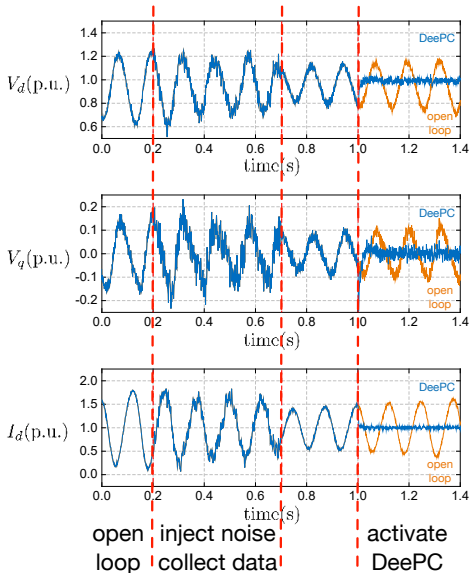 1.4
DeePC
1.2
V_d(p.u.)
1.0
0.8
open
loop
0.6
0.0 0.2 0.4 0.6 0.8 1.0 1.2 1.4
time(s)
0.2
DeePC
0.1
V_q(p.u.)
0.0
-0.1
open
loop
-0.2
0.0 0.2 0.4 0.6 0.8 1.0 1.2 1.4
time(s)
2.0
DeePC
1.5
I_d(p.u.)
1.0
0.5
open
loop
0.0
0.0 0.2 0.4 0.6 0.8 1.0 1.2 1.4
time(s)
open inject noise activate
loop collect data DeePC